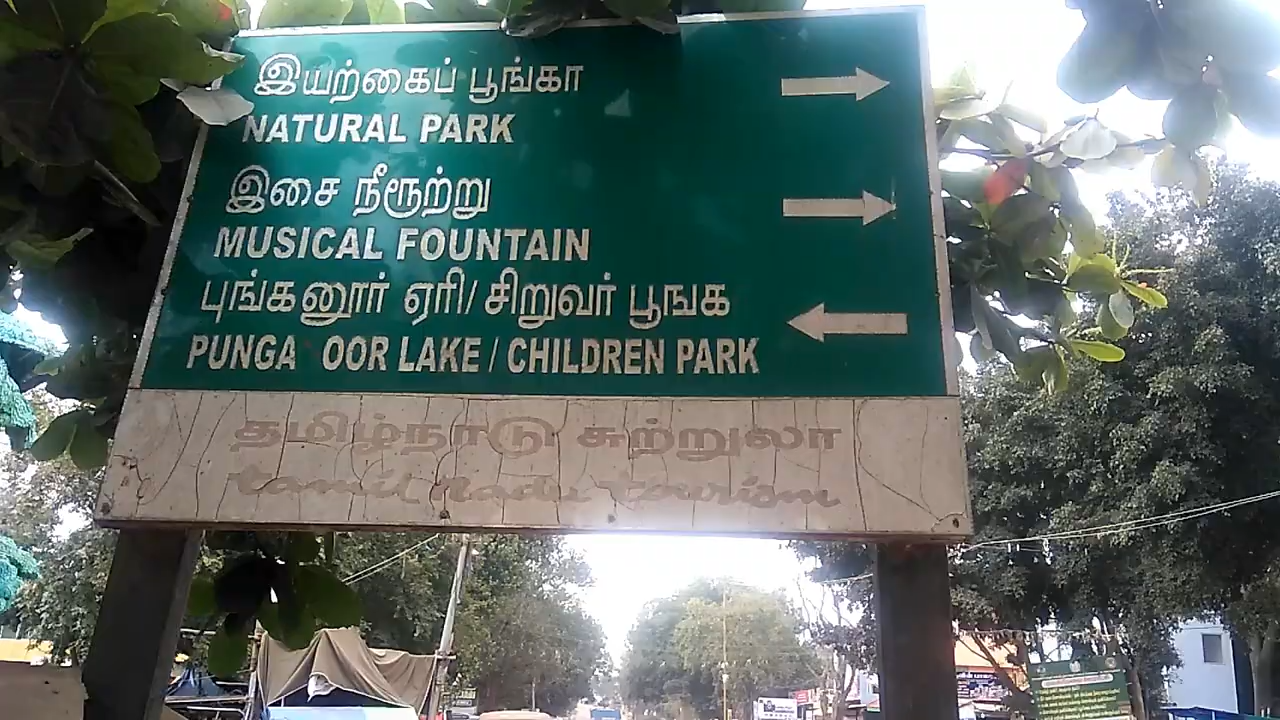 இயற்கைப் பூங்கா
NATURAL PARK
இசை நீரூற்று
MUSICAL FOUNTAIN
புங்கனூர் ஏரி/சிறுவர் பூங்க
PUNGA OOR LAKE / CHILDREN PARK
தமிழ்நாடு சுற்றுலா
tamil nadu tourism